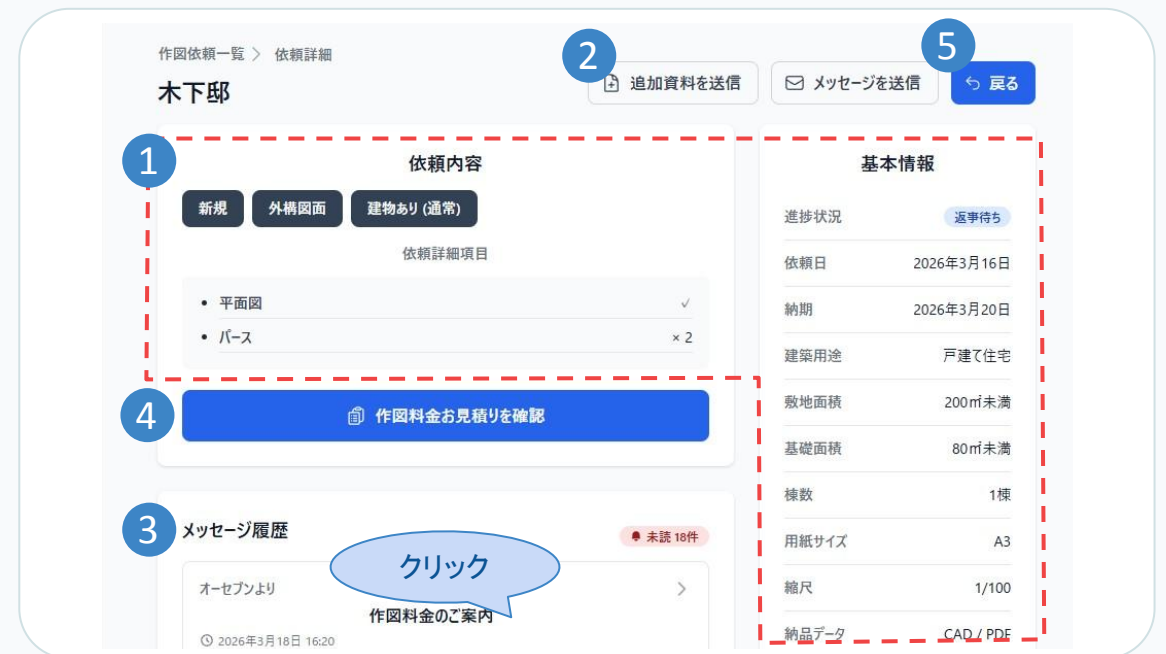 作図依頼一覧 〉 依頼詳細
木下邸
2
追加資料を送信
メッセージを送信
5
戻る
1
依頼内容
新規
外構図面
建物あり (通常)
依頼詳細項目
• 平面図 ✓
• パース × 2
4
作図料金お見積りを確認
3
メッセージ履歴
未読 18件
クリック
オーセブンより
作図料金のご案内
2026年3月18日 16:20
基本情報
進捗状況 返事待ち
依頼日 2026年3月16日
納期 2026年3月20日
建築用途 戸建て住宅
敷地面積 200㎡未満
基礎面積 80㎡未満
棟数 1棟
用紙サイズ A3
縮尺 1/100
納品データ CAD / PDF